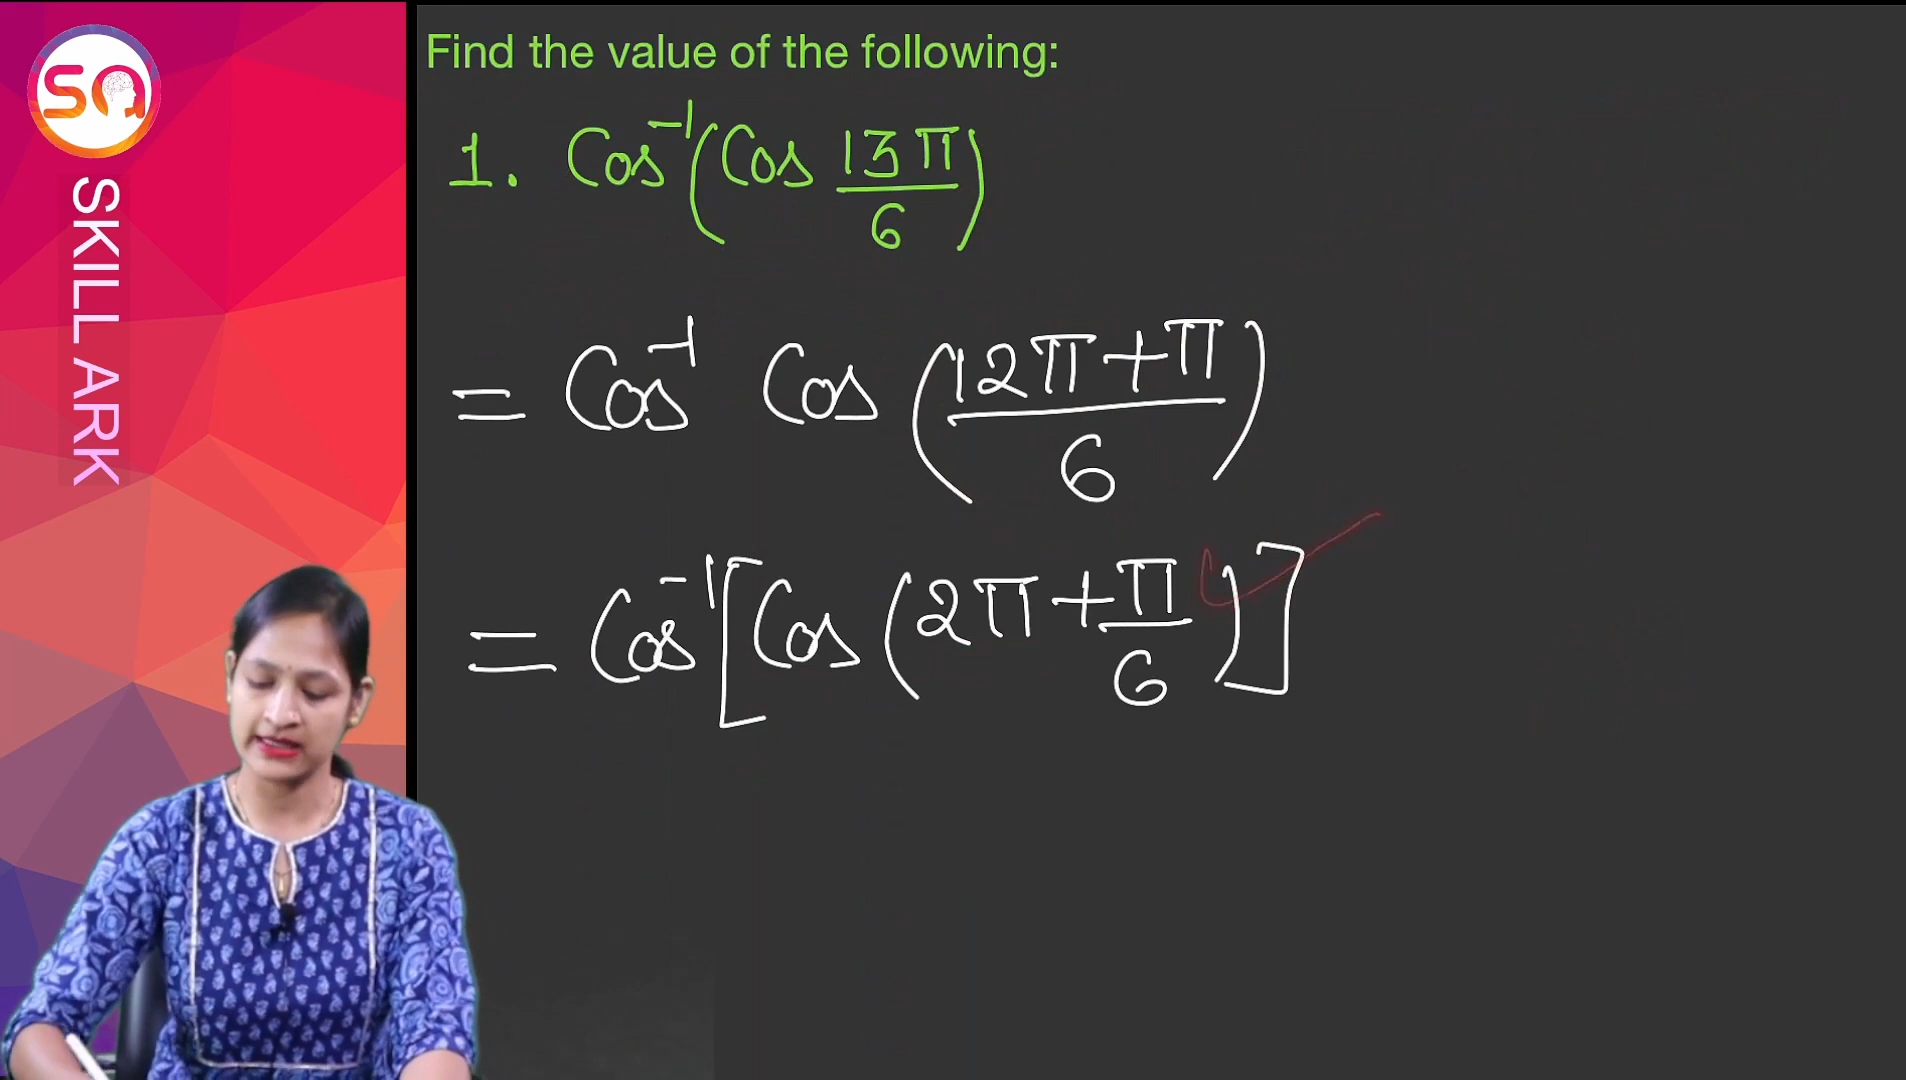 SA
SKILL ARK
Find the value of the following:
1. Cos⁻¹(Cos 13π/6)
= Cos⁻¹ Cos (12π+π/6)
= Cos⁻¹[Cos(2π+π/6)]